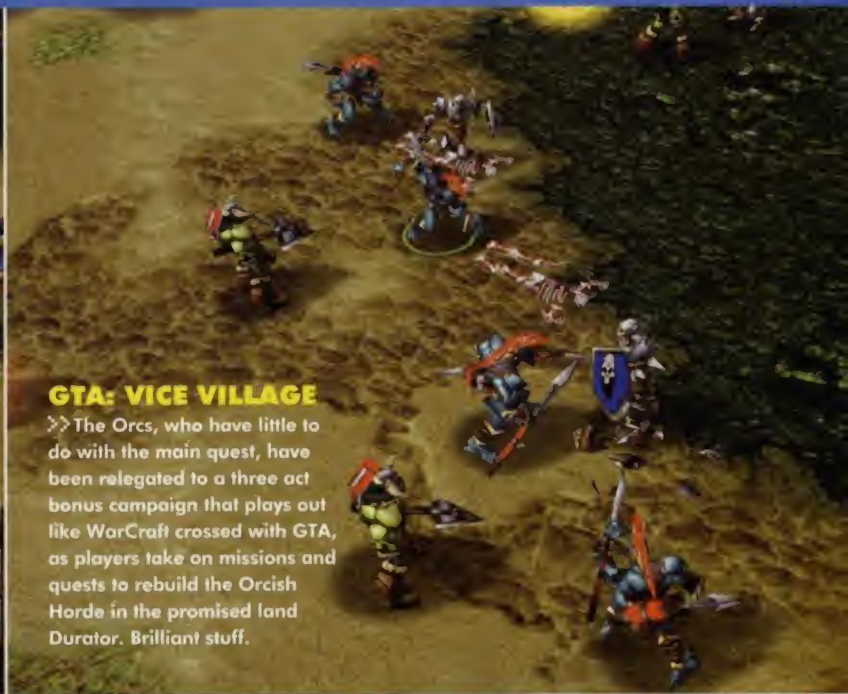 GTA: VICE VILLAGE
>>The Orcs, who have little to
do with the main quest, have
been relegated to a three act
bonus campaign that plays out
like WarCraft crossed with GTA,
as players take on missions and
quests to rebuild the Orcish
Horde in the promised land
Durator. Brilliant stuff.